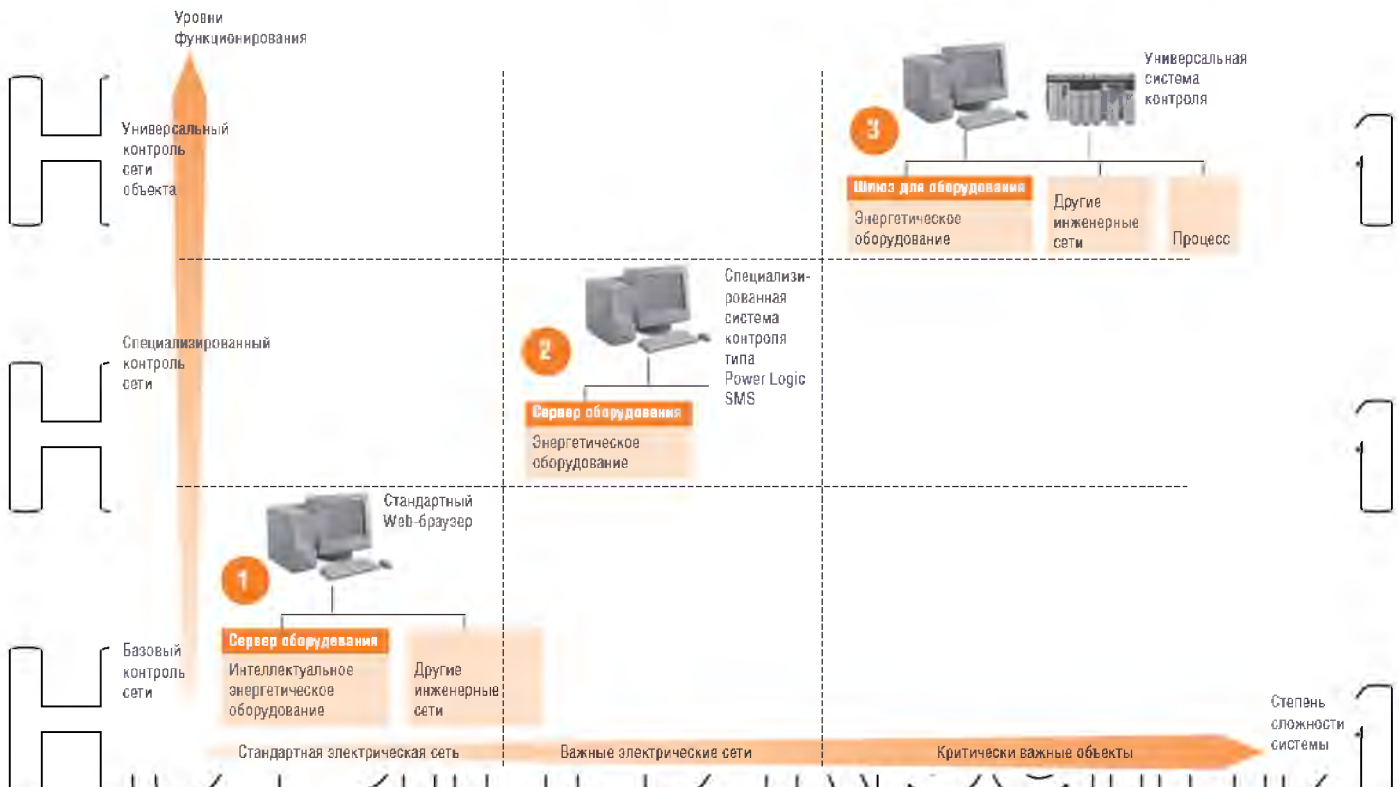 Уровни
функционирования
Универсальный
контроль
сети
объекта
3
Универсальная
система
контроля
Шлюз для оборудования
Энергетическое
оборудование
Другие
инженерные
сети
Процесс
Специализированный
контроль
сети
2
Специализи-
рованная
система
контроля
типа
Power Logic
SMS
Сервер оборудования
Энергетическое
оборудование
Стандартный
Web-браузер
1
Базовый
контроль
сети
Сервер оборудования
Интеллектуальное
энергетическое
оборудование
Другие
инженерные
сети
Степень
сложности
системы
Стандартная электрическая сеть
Важные электрические сети
Критически важные объекты